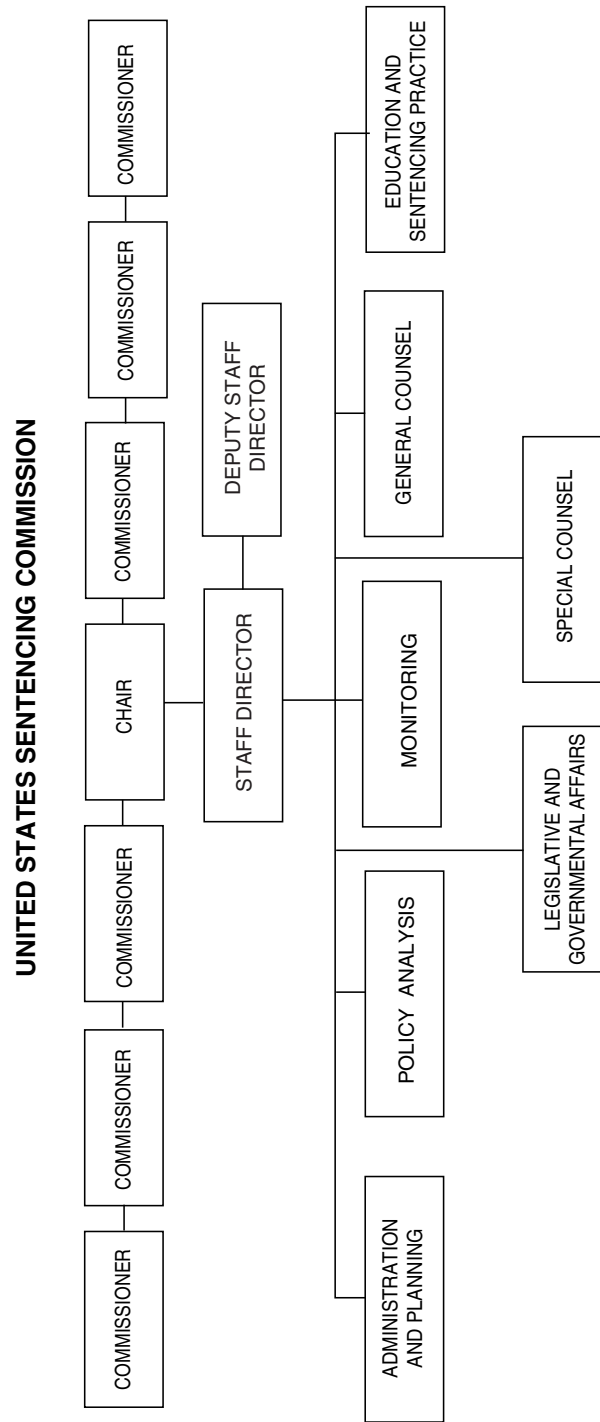 UNITED STATES SENTENCING COMMISSION
COMMISSIONER
COMMISSIONER
COMMISSIONER
CHAIR
COMMISSIONER
COMMISSIONER
COMMISSIONER
STAFF DIRECTOR
DEPUTY STAFF
DIRECTOR
ADMINISTRATION
AND PLANNING
POLICY ANALYSIS
MONITORING
GENERAL COUNSEL
EDUCATION AND
SENTENCING PRACTICE
LEGISLATIVE AND
GOVERNMENTAL AFFAIRS
SPECIAL COUNSEL